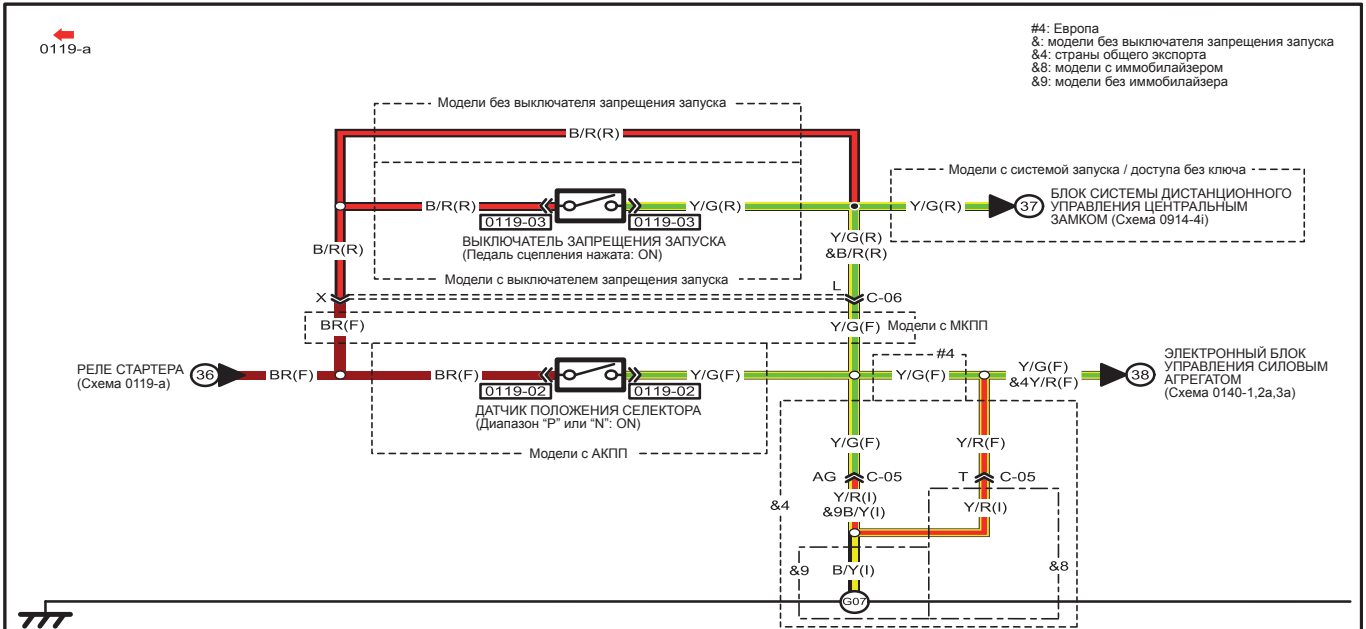 0119-a
#4: Европа
&: модели без выключателя запрещения запуска
&4: страны общего экспорта
&8: модели с иммобилайзером
&9: модели без иммобилайзера
Модели без выключателя запрещения запуска
B/R(R)
Модели с системой запуска / доступа без ключа
B/R(R)
Y/G(R)
Y/G(R)
37
БЛОК СИСТЕМЫ ДИСТАНЦИОННОГО
УПРАВЛЕНИЯ ЦЕНТРАЛЬНЫМ
ЗАМКОМ (Схема 0914-4i)
0119-03
0119-03
ВЫКЛЮЧАТЕЛЬ ЗАПРЕЩЕНИЯ ЗАПУСКА
(Педаль сцепления нажата: ON)
B/R(R)
Y/G(R)
&B/R(R)
Модели с выключателем запрещения запуска
X
L
C-06
BR(F)
Y/G(F)
Модели с МКПП
#4
РЕЛЕ СТАРТЕРА
(Схема 0119-a)
36
BR(F)
BR(F)
Y/G(F)
Y/G(F)
Y/G(F)
&4Y/R(F)
38
ЭЛЕКТРОННЫЙ БЛОК
УПРАВЛЕНИЯ СИЛОВЫМ
АГРЕГАТОМ
(Схема 0140-1,2a,3a)
0119-02
0119-02
ДАТЧИК ПОЛОЖЕНИЯ СЕЛЕКТОРА
(Диапазон “P” или “N”: ON)
Модели с АКПП
Y/G(F)
Y/R(F)
AG
C-05
T
C-05
&4
Y/R(I)
&9B/Y(I)
Y/R(I)
&9
B/Y(I)
&8
G07